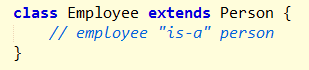 class Employee extends Person {
    // employee "is-a" person
}